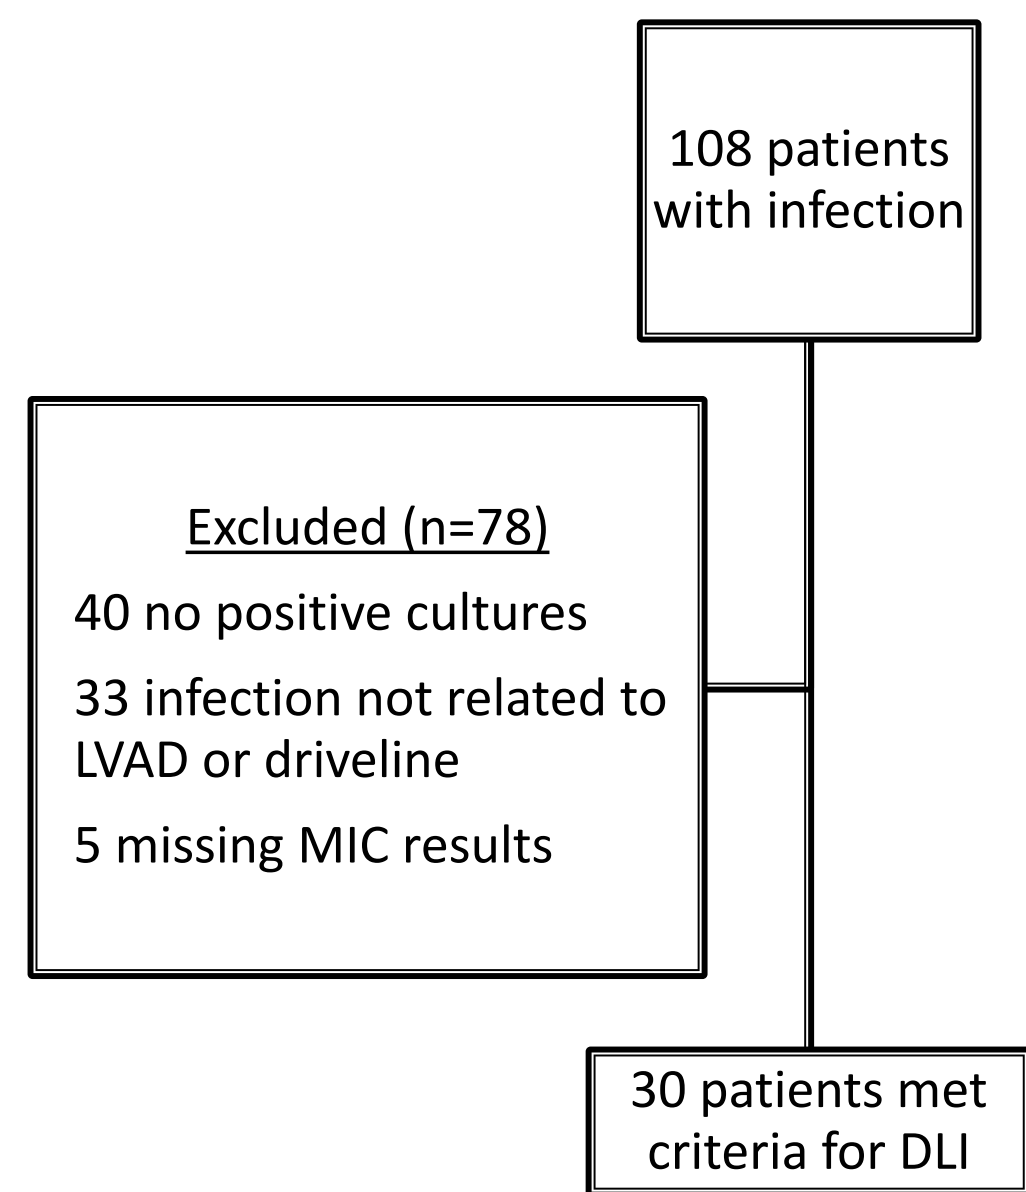 108 patients
with infection
Excluded (n=78)
40 no positive cultures
33 infection not related to
LVAD or driveline
5 missing MIC results
30 patients met
criteria for DLI